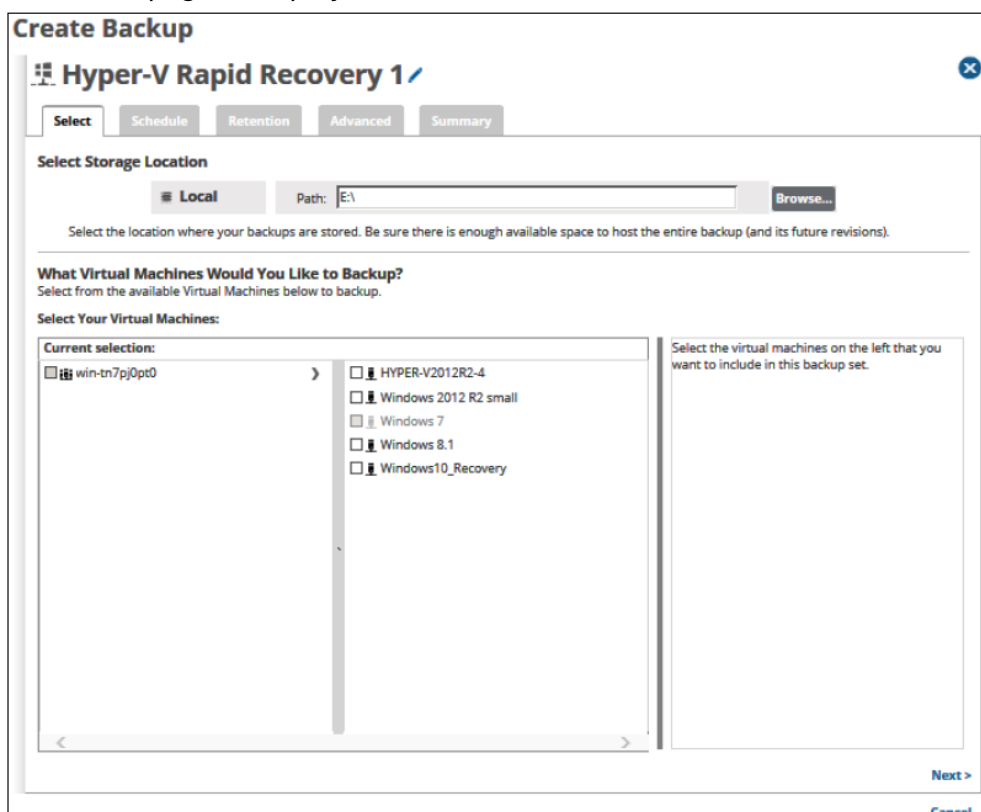 Create Backup
Hyper-V Rapid Recovery 1
Select Schedule Retention Advanced Summary
Select Storage Location
Local Path: E:\ Browse...
Select the location where your backups are stored. Be sure there is enough available space to host the entire backup (and its future revisions).
What Virtual Machines Would You Like to Backup?
Select from the available Virtual Machines below to backup.
Select Your Virtual Machines:
Current selection:
win-tn7pj0pt0
HYPER-V2012R2-4
Windows 2012 R2 small
Windows 7
Windows 8.1
Windows10_Recovery
Select the virtual machines on the left that you
want to include in this backup set.
Next >
Cancel